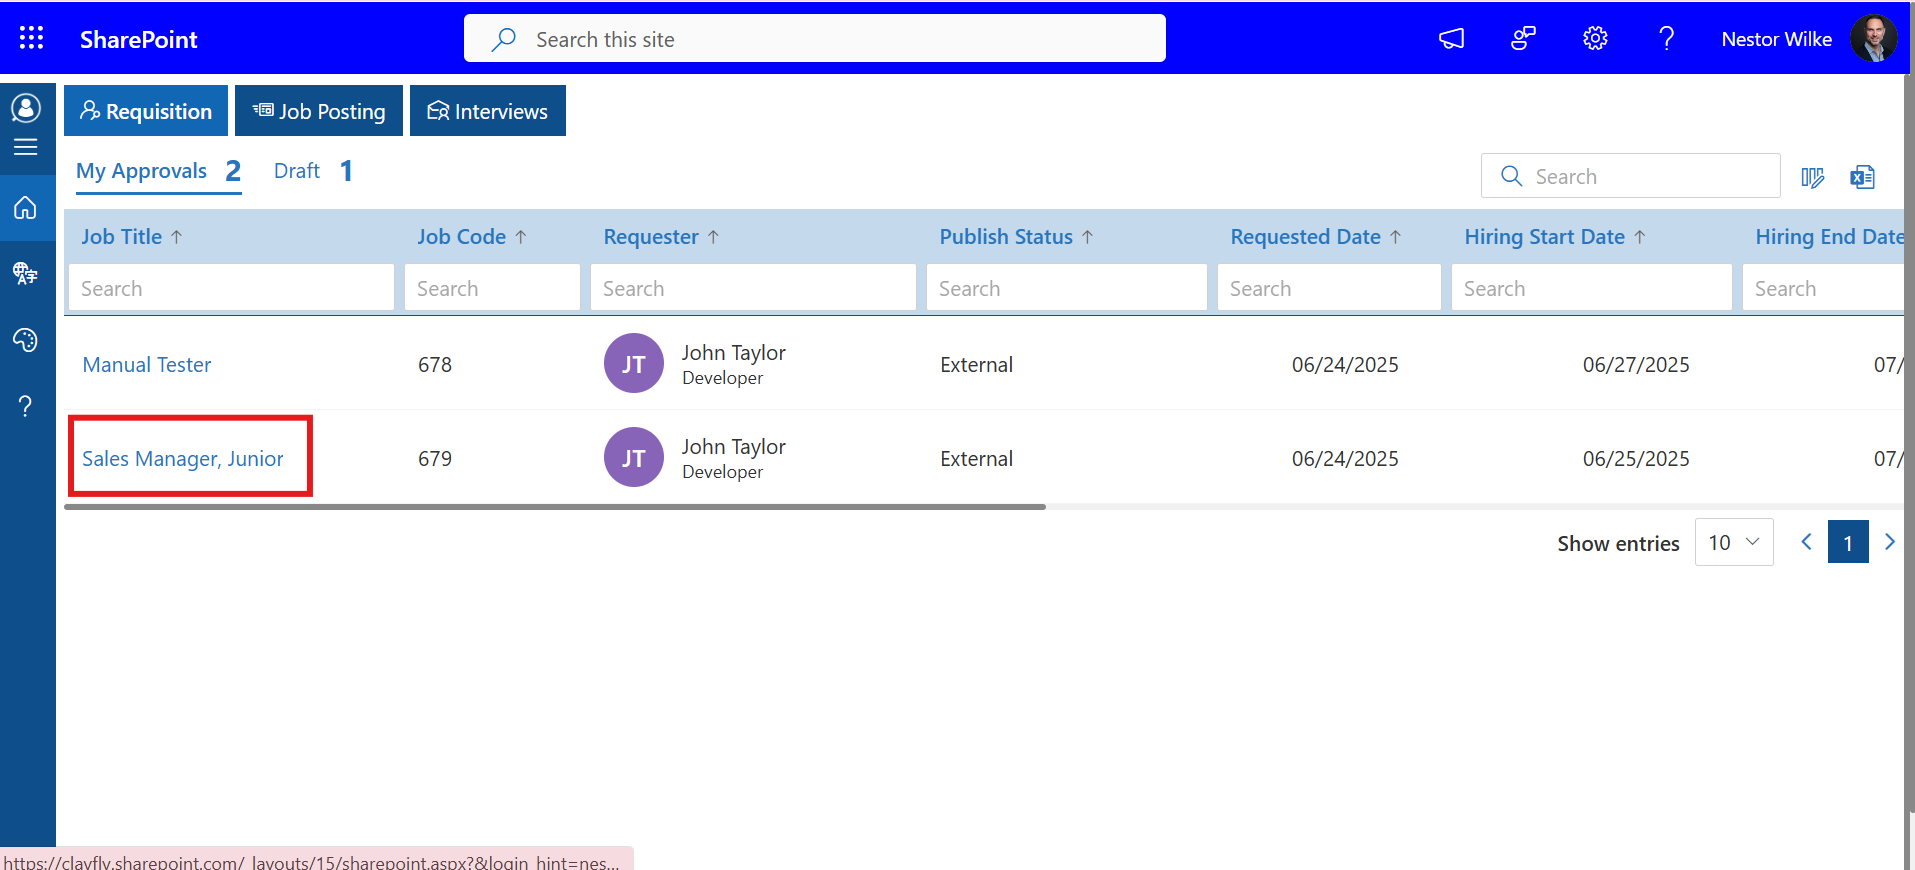 SharePoint
Search this site
Nestor Wilke
Requisition
Job Posting
Interviews
My Approvals 2
Draft 1
Search
Job Title ↑ Job Code ↑ Requester ↑ Publish Status ↑ Requested Date ↑ Hiring Start Date ↑ Hiring End Date
Search Search Search Search Search Search Search
Manual Tester 678 JT John Taylor External 06/24/2025 06/27/2025 07/
Developer
Sales Manager, Junior 679 JT John Taylor External 06/24/2025 06/25/2025 07/
Developer
Show entries 10 1
https://clayfly.sharepoint.com/_layouts/15/sharepoint.aspx?&login_hint=nes...